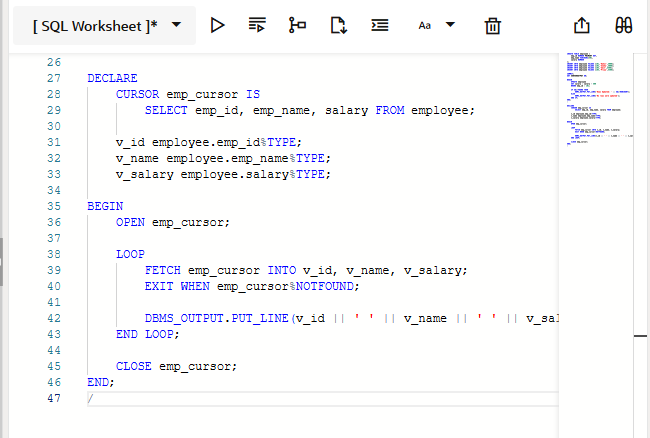 [ SQL Worksheet ]*
Aa
26
27 DECLARE
28 CURSOR emp_cursor IS
29 SELECT emp_id, emp_name, salary FROM employee;
30
31 v_id employee.emp_id%TYPE;
32 v_name employee.emp_name%TYPE;
33 v_salary employee.salary%TYPE;
34
35 BEGIN
36 OPEN emp_cursor;
37
38 LOOP
39 FETCH emp_cursor INTO v_id, v_name, v_salary;
40 EXIT WHEN emp_cursor%NOTFOUND;
41
42 DBMS_OUTPUT.PUT_LINE(v_id || ' ' || v_name || ' ' || v_sal
43 END LOOP;
44
45 CLOSE emp_cursor;
46 END;
47 /